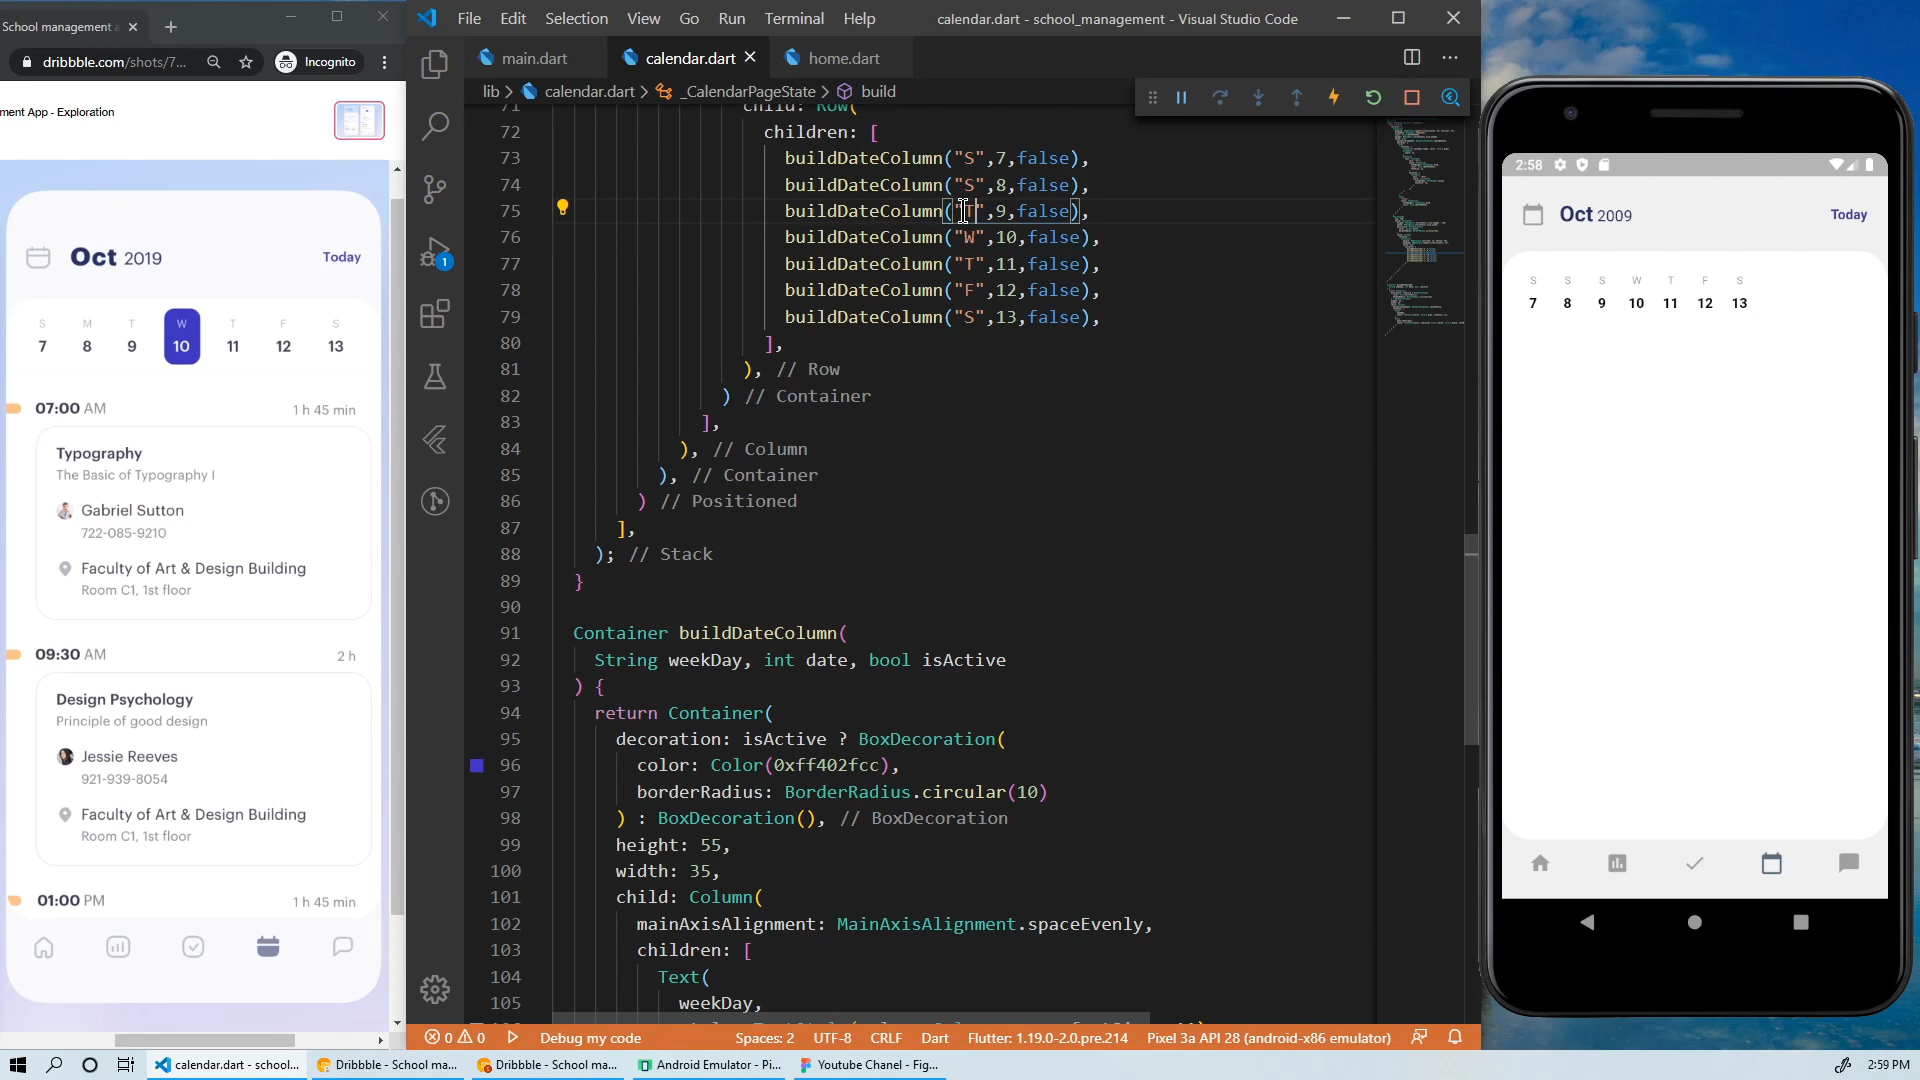 School management a
dribbble.com/shots/7...
Incognito
ment App - Exploration
Oct 2019
Today
S M T W T F S
7 8 9 10 11 12 13
07:00 AM
1 h 45 min
Typography
The Basic of Typography I
Gabriel Sutton
722-085-9210
Faculty of Art & Design Building
Room C1, 1st floor
09:30 AM
2 h
Design Psychology
Principle of good design
Jessie Reeves
921-939-8054
Faculty of Art & Design Building
Room C1, 1st floor
01:00 PM
1 h 45 min
File Edit Selection View Go Run Terminal Help
calendar.dart - school_management - Visual Studio Code
main.dart
calendar.dart
home.dart
lib > calendar.dart > _CalendarPageState > build
1
71 child: Row(
72 children: [
73 buildDateColumn("S",7,false),
74 buildDateColumn("S",8,false),
75 buildDateColumn("T",9,false),
76 buildDateColumn("W",10,false),
77 buildDateColumn("T",11,false),
78 buildDateColumn("F",12,false),
79 buildDateColumn("S",13,false),
80 ],
81 ), // Row
82 ) // Container
83 ],
84 ), // Column
85 ), // Container
86 ) // Positioned
87 ],
88 ); // Stack
89 }
90
91 Container buildDateColumn(
92 String weekDay, int date, bool isActive
93 ) {
94 return Container(
95 decoration: isActive ? BoxDecoration(
96 color: Color(0xff402fcc),
97 borderRadius: BorderRadius.circular(10)
98 ) : BoxDecoration(), // BoxDecoration
99 height: 55,
100 width: 35,
101 child: Column(
102 mainAxisAlignment: MainAxisAlignment.spaceEvenly,
103 children: [
104 Text(
105 weekDay,
0 0 Debug my code
Spaces: 2 UTF-8 CRLF Dart Flutter: 1.19.0-2.0.pre.214 Pixel 3a API 28 (android-x86 emulator)
2:58
Oct 2009
Today
S S S W T F S
7 8 9 10 11 12 13
calendar.dart - school...
Dribbble - School ma...
Dribbble - School ma...
Android Emulator - Pi...
Youtube Chanel - Fig...
2:59 PM